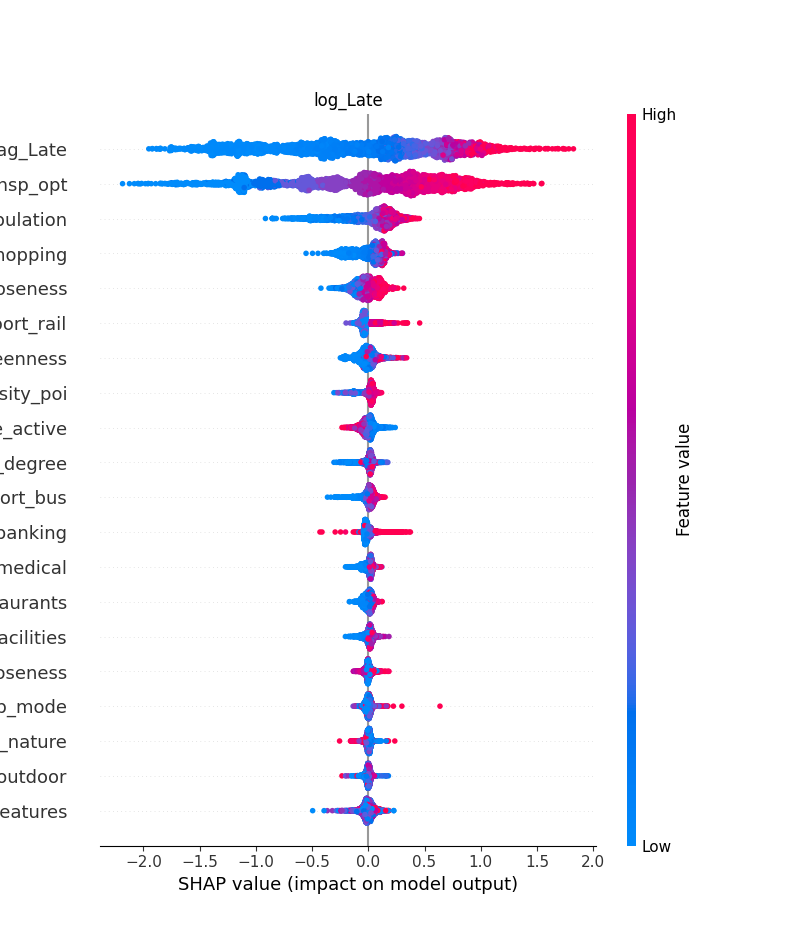 log_Late
High
ag_Late
nsp_opt
pulation
hopping
oseness
port_rail
eenness
sity_poi
e_active
_degree
ort_bus
banking
medical
aurants
acilities
oseness
p_mode
_nature
outdoor
eatures
Feature value
Low
−2.0 −1.5 −1.0 −0.5 0.0 0.5 1.0 1.5 2.0
SHAP value (impact on model output)